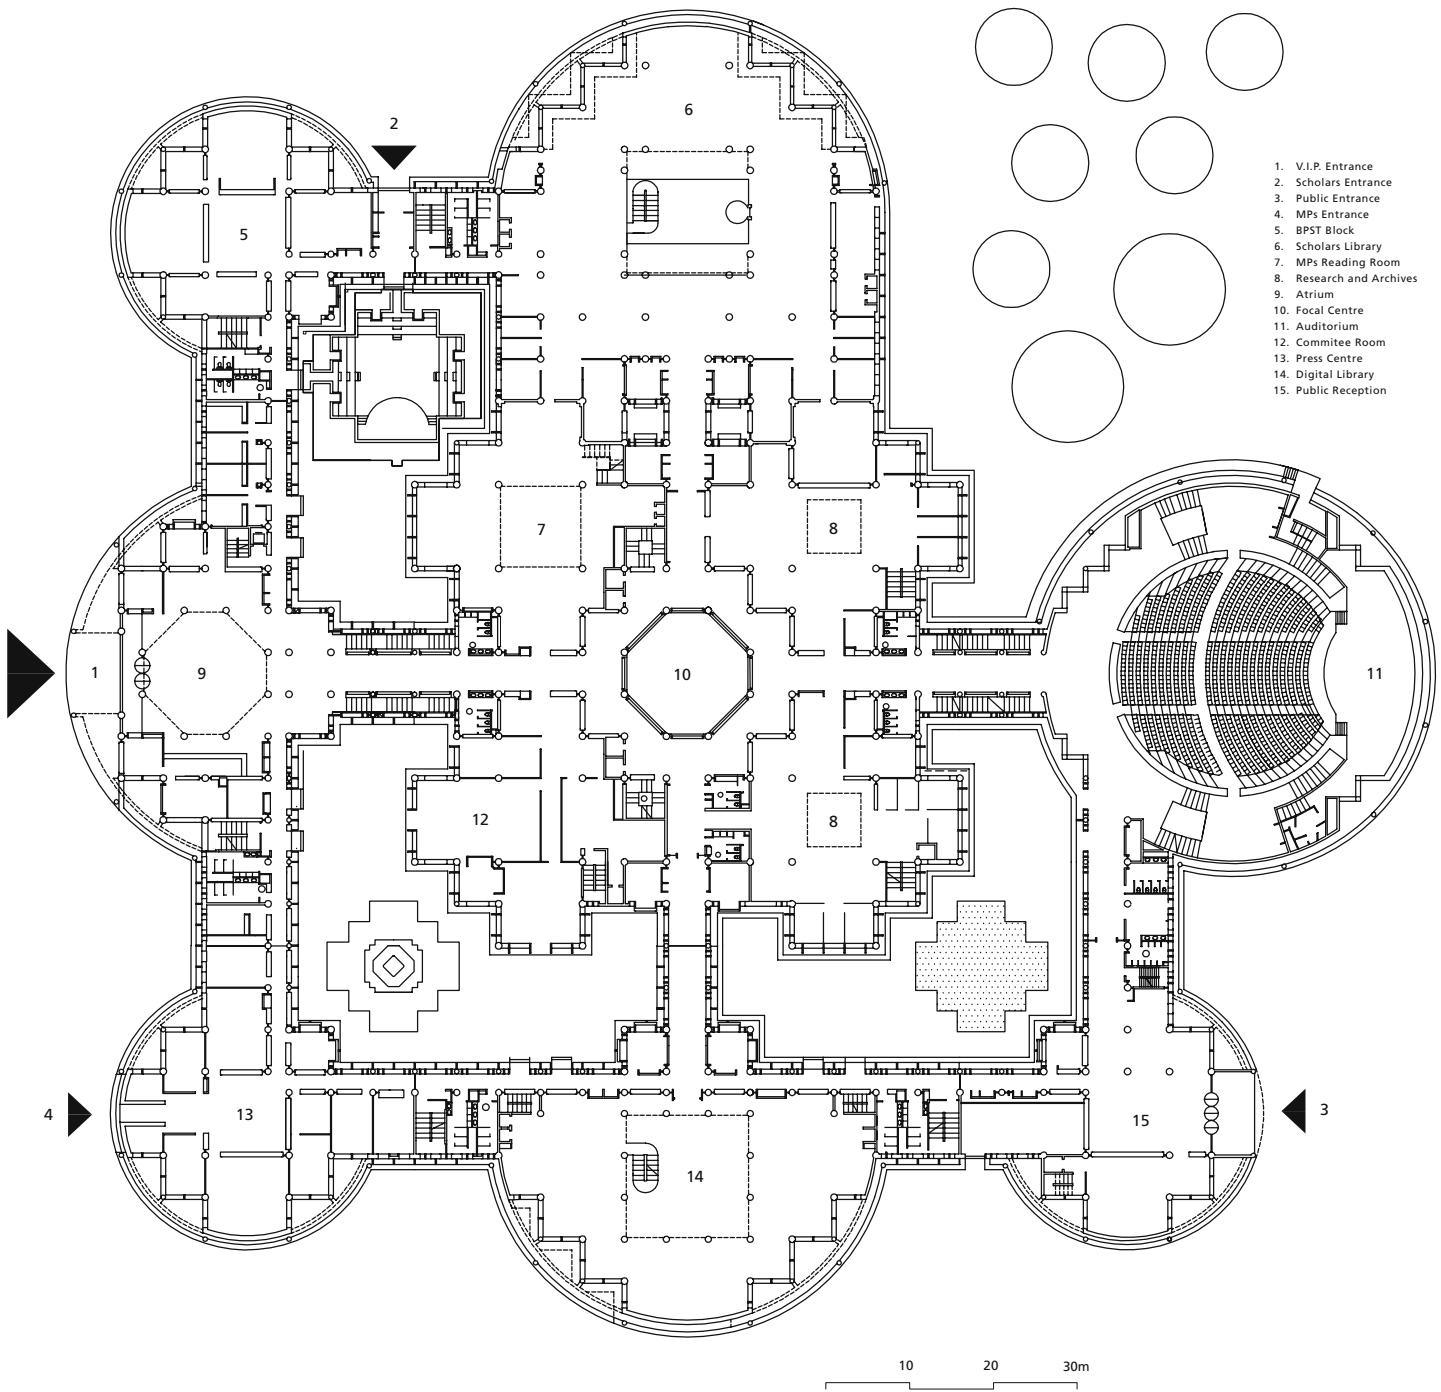 2
6
5
1. V.I.P. Entrance
2. Scholars Entrance
3. Public Entrance
4. MPs Entrance
5. BPST Block
6. Scholars Library
7. MPs Reading Room
8. Research and Archives
9. Atrium
10. Focal Centre
11. Auditorium
12. Commitee Room
13. Press Centre
14. Digital Library
15. Public Reception
7
8
1
9
10
11
12
8
4
13
15
3
14
10 20 30m